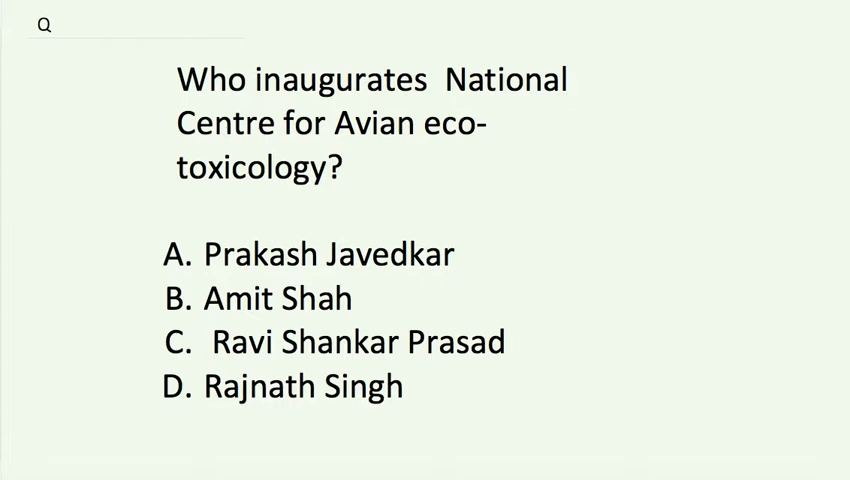 Q
Who inaugurates  National
Centre for Avian eco-
toxicology?
A. Prakash Javedkar
B. Amit Shah
C.  Ravi Shankar Prasad
D. Rajnath Singh